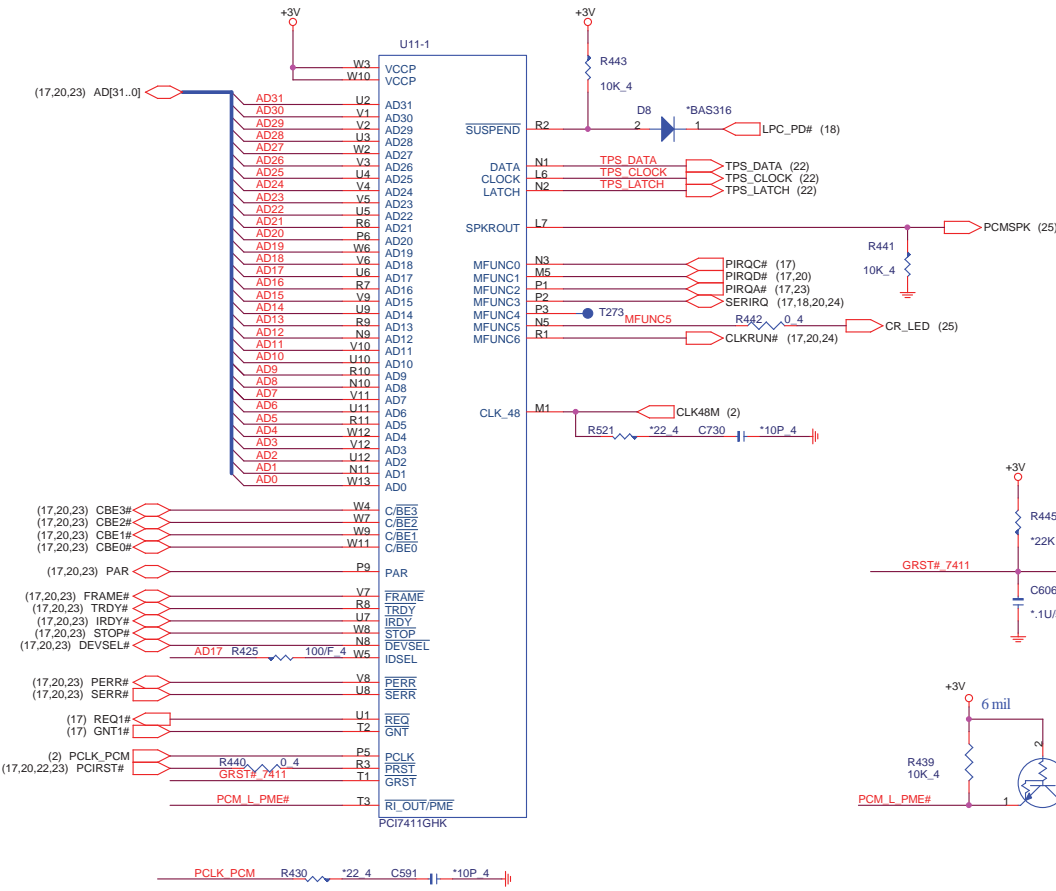 +3V
+3V
U11-1
R443
10K_4
W3 VCCP
W10 VCCP
(17,20,23) AD[31..0]
AD31 U2 AD31
AD30 V1 AD30
AD29 V2 AD29
AD28 U3 AD28
AD27 W2 AD27
AD26 V3 AD26
AD25 U4 AD25
AD24 V4 AD24
AD23 V5 AD23
AD22 U5 AD22
AD21 R6 AD21
AD20 P6 AD20
AD19 W6 AD19
AD18 V6 AD18
AD17 U6 AD17
AD16 R7 AD16
AD15 V9 AD15
AD14 U9 AD14
AD13 R9 AD13
AD12 N9 AD12
AD11 V10 AD11
AD10 U10 AD10
AD9 R10 AD9
AD8 N10 AD8
AD7 V11 AD7
AD6 U11 AD6
AD5 R11 AD5
AD4 W12 AD4
AD3 V12 AD3
AD2 U12 AD2
AD1 N11 AD1
AD0 W13 AD0
(17,20,23) CBE3# W4 C/BE3
(17,20,23) CBE2# W7 C/BE2
(17,20,23) CBE1# W9 C/BE1
(17,20,23) CBE0# W11 C/BE0
(17,20,23) PAR P9 PAR
(17,20,23) FRAME# V7 FRAME
(17,20,23) TRDY# R8 TRDY
(17,20,23) IRDY# U7 IRDY
(17,20,23) STOP# W8 STOP
(17,20,23) DEVSEL# N8 DEVSEL
AD17 R425 100/F_4 W5 IDSEL
(17,20,23) PERR# V8 PERR
(17,20,23) SERR# U8 SERR
(17) REQ1# U1 REQ
(17) GNT1# T2 GNT
(2) PCLK_PCM P5 PCLK
(17,20,22,23) PCIRST# R440 0_4 R3 PRST
GRST#_7411 T1 GRST
PCM_L_PME# T3 RI_OUT/PME
PCI7411GHK
PCLK_PCM R430 *22_4 C591 *10P_4
D8 *BAS316
SUSPEND R2 2 1 LPC_PD# (18)
DATA N1 TPS_DATA TPS_DATA (22)
CLOCK L6 TPS_CLOCK TPS_CLOCK (22)
LATCH N2 TPS_LATCH TPS_LATCH (22)
SPKROUT L7 PCMSPK (25)
R441
10K_4
MFUNC0 N3 PIRQC# (17)
MFUNC1 M5 PIRQD# (17,20)
MFUNC2 P1 PIRQA# (17,23)
MFUNC3 P2 SERIRQ (17,18,20,24)
MFUNC4 P3 T273
MFUNC5 N5 MFUNC5 R442 0_4 CR_LED (25)
MFUNC6 R1 CLKRUN# (17,20,24)
CLK_48 M1 CLK48M (2)
R521 *22_4 C730 *10P_4
+3V
R445
*22K
GRST#_7411
C606
*.1U/
+3V
6 mil
2
R439
10K_4
PCM_L_PME# 1